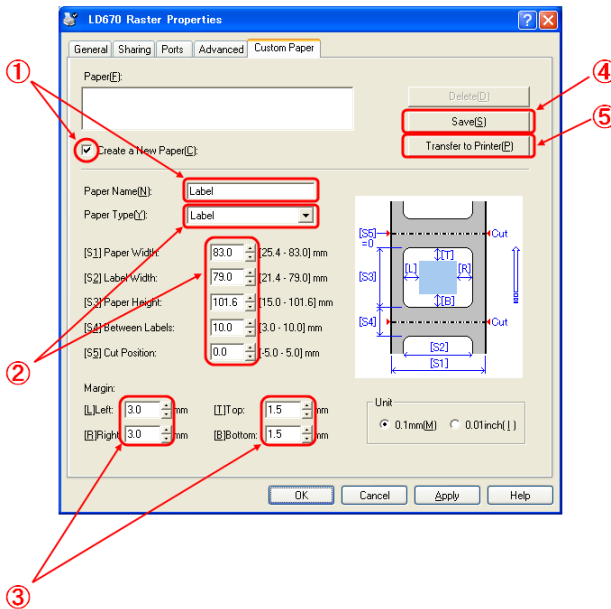 LD670 Raster Properties
General Sharing Ports Advanced Custom Paper
① Paper(F): ④
Delete(D)
Save(S) ⑤
Create a New Paper(C): Transfer to Printer(P)
Paper Name(N): Label
Paper Type(Y): Label
[S1] Paper Width: 83.0 [25.4 - 83.0] mm
[S2] Label Width: 79.0 [21.4 - 79.0] mm
[S3] Paper Height: 101.6 [15.0 - 101.6] mm
[S4] Between Labels: 10.0 [3.0 - 10.0] mm
[S5] Cut Position: 0.0 [-5.0 - 5.0] mm
②
[S5] Cut
=0
[T]
[S3] [L] [R]
[B]
[S4] Cut
[S2]
[S1]
Margin:
[L]Left: 3.0 mm [T]Top: 1.5 mm
[R]Right: 3.0 mm [B]Bottom: 1.5 mm
Unit
0.1mm(M) 0.01inch(I)
OK Cancel Apply Help
③